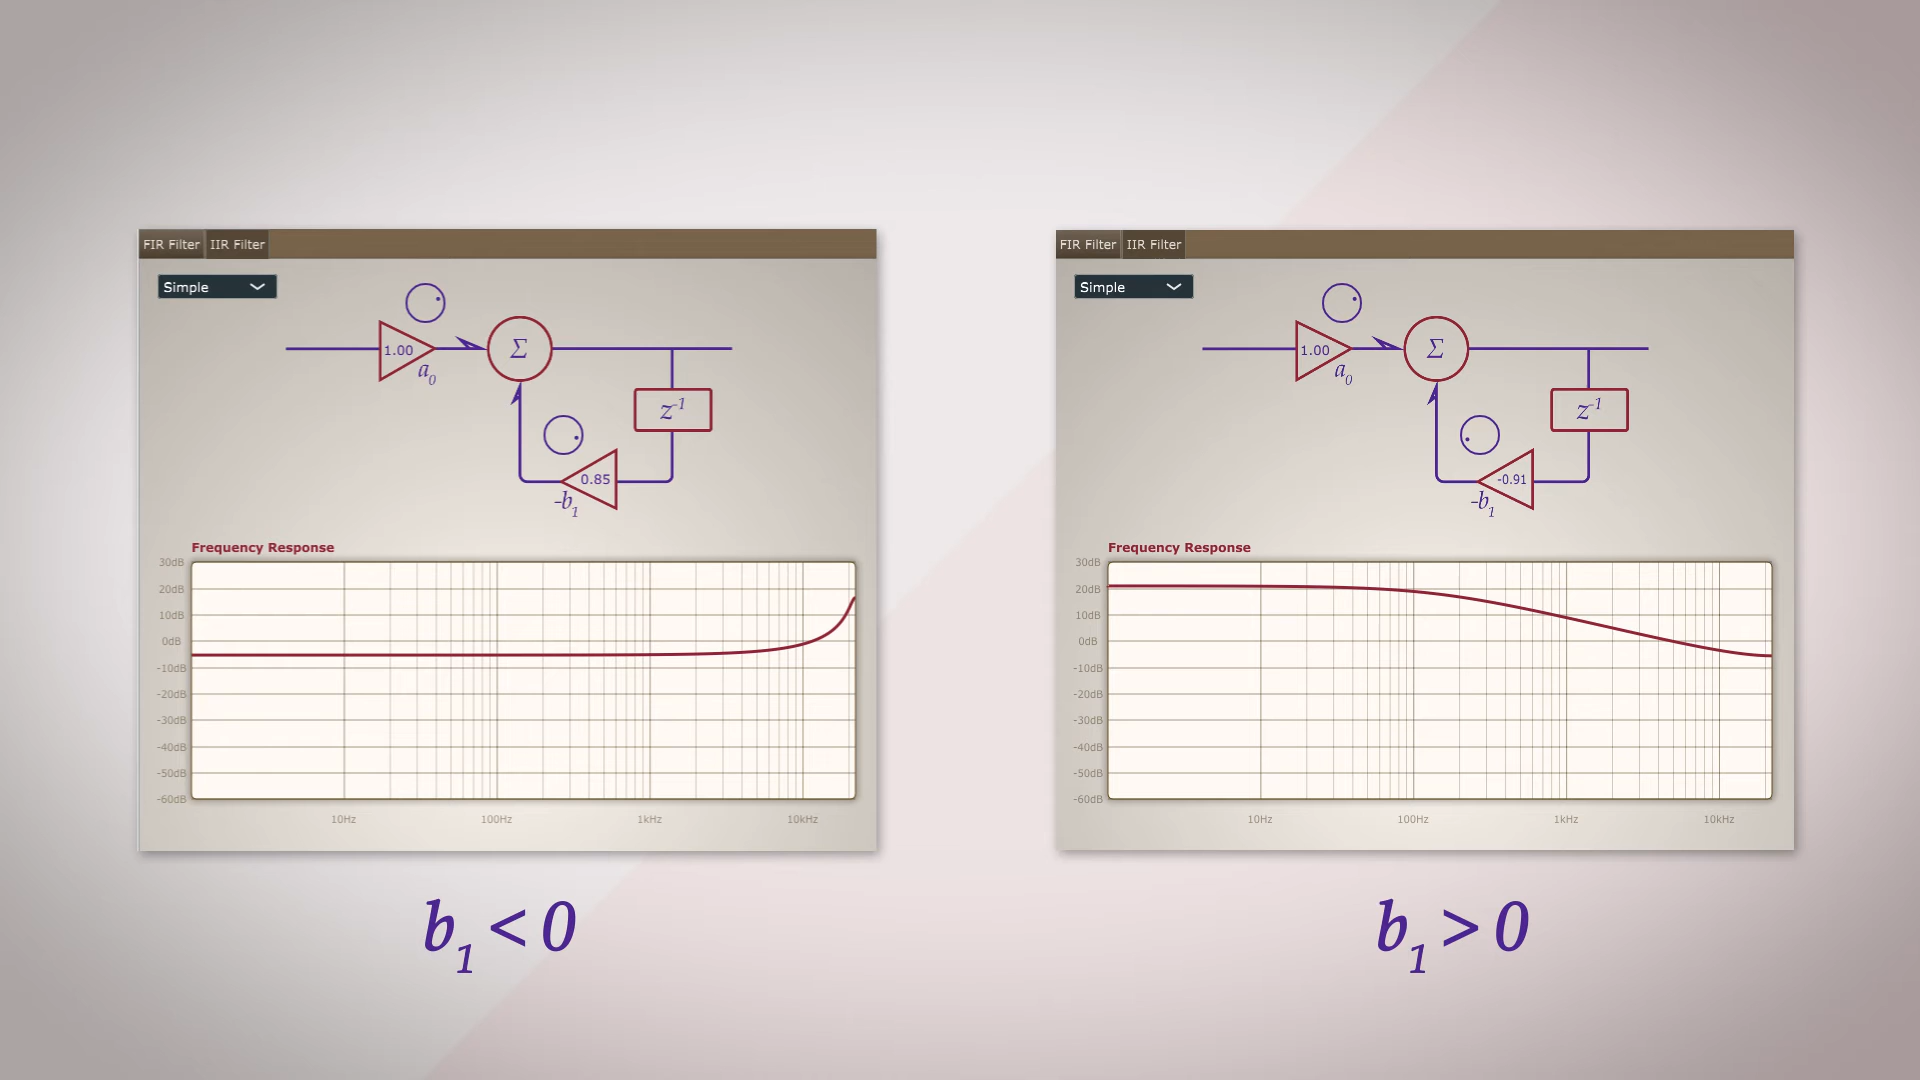 FIR Filter IIR Filter
Simple
1.00
a0
Σ
z-1
0.85
-b1
Frequency Response
30dB
20dB
10dB
0dB
-10dB
-20dB
-30dB
-40dB
-50dB
-60dB
10Hz 100Hz 1kHz 10kHz
b1 < 0
FIR Filter IIR Filter
Simple
1.00
a0
Σ
z-1
-0.91
-b1
Frequency Response
30dB
20dB
10dB
0dB
-10dB
-20dB
-30dB
-40dB
-50dB
-60dB
10Hz 100Hz 1kHz 10kHz
b1 > 0